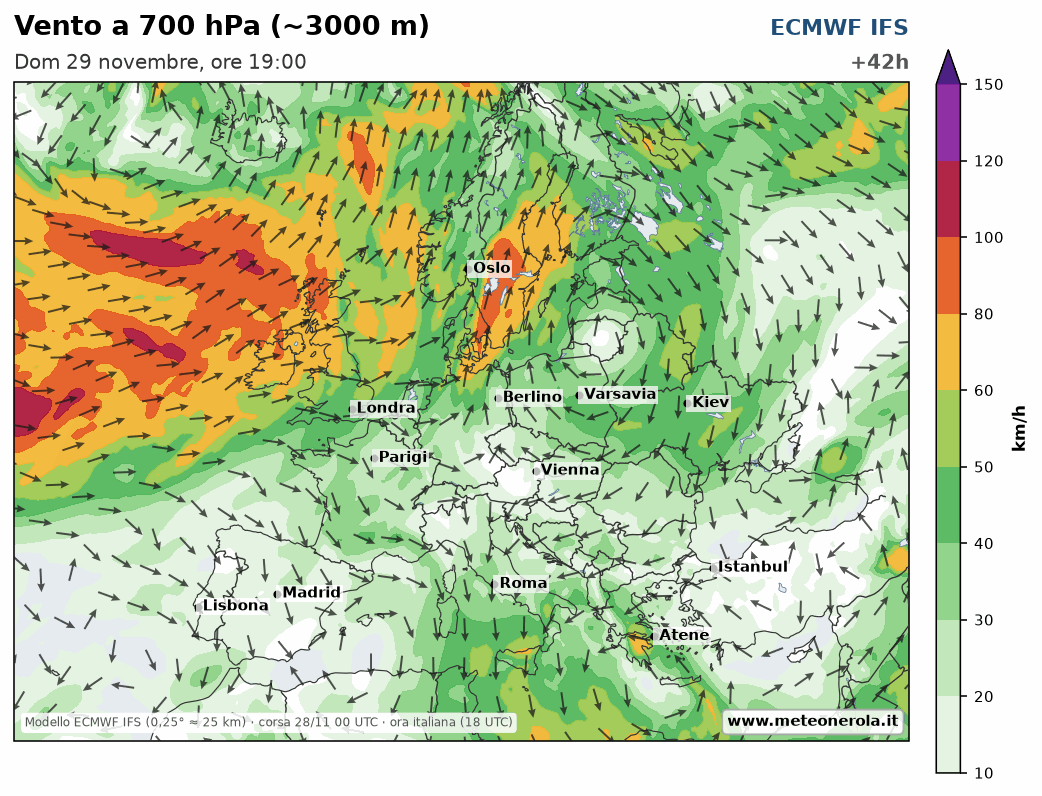 Vento a 700 hPa (~3000 m)
ECMWF IFS
Dom 29 novembre, ore 19:00
+42h
150
120
100
80
60
50
40
30
20
10
km/h
Oslo
Berlino
Varsavia
Kiev
Londra
Parigi
Vienna
Istanbul
Roma
Madrid
Lisbona
Atene
Modello ECMWF IFS (0,25° ≈ 25 km) · corsa 28/11 00 UTC · ora italiana (18 UTC)
www.meteonerola.it